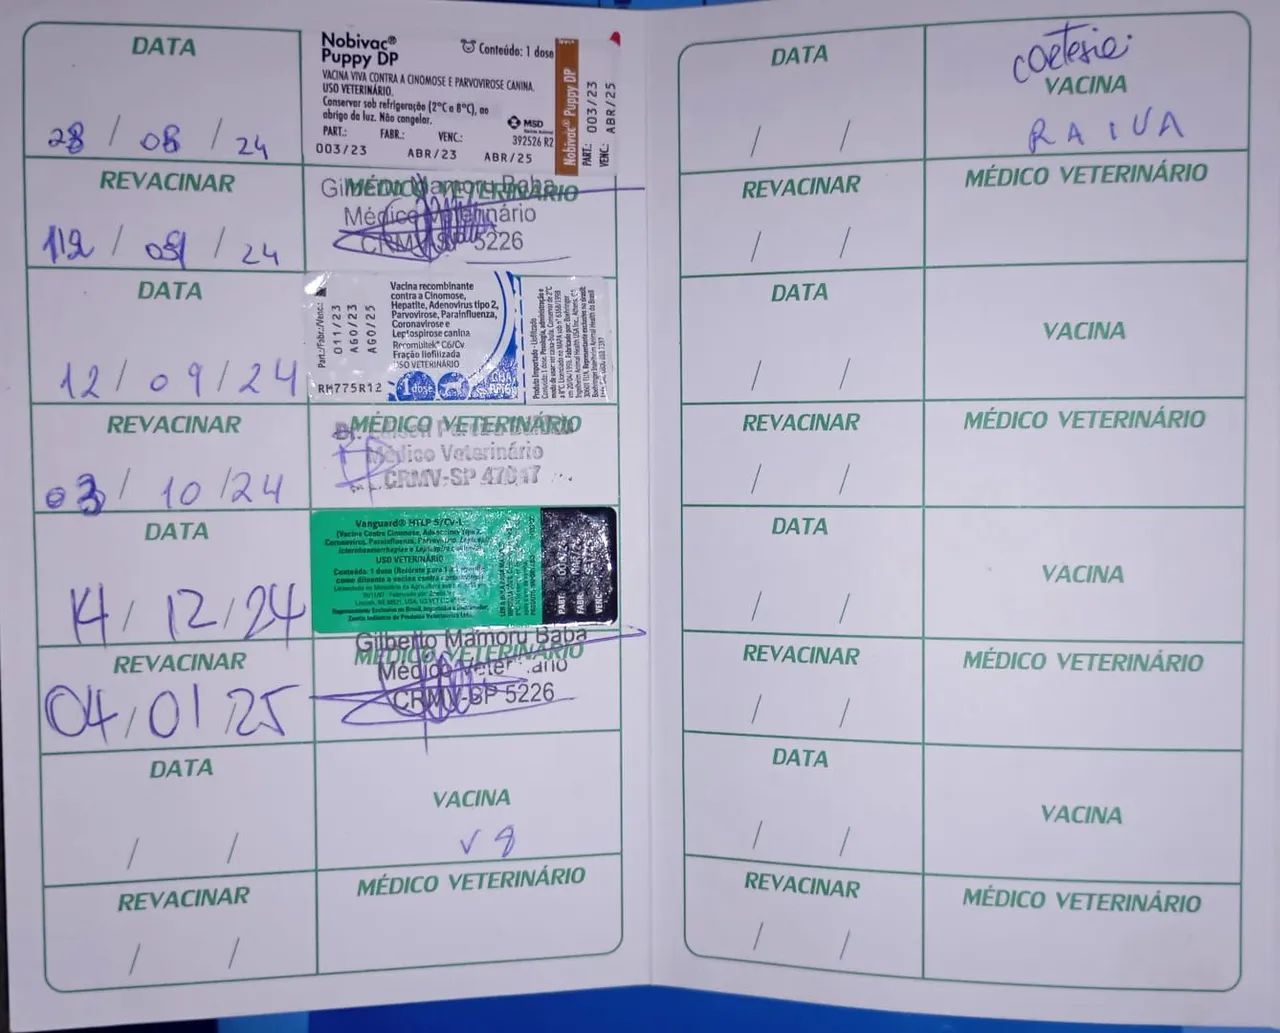 DATA
28 / 08 / 24
Nobivac®
Puppy DP
Conteúdo: 1 dose
VACINA VIVA CONTRA A CINOMOSE E PARVOVIROSE CANINA.
USO VETERINÁRIO.
Conservar sob refrigeração (2°C a 8°C), ao
abrigo da luz. Não congelar.
MSD
392526 R2
PART.: FABR.: VENC.:
003/23 ABR/23 ABR/25
Nobivac® Puppy DP
PART.: 003/23
VENC.: ABR/25
REVACINAR
12 / 09 / 24
MÉDICO VETERINÁRIO
Gilberto Mamoru Baba
Médico Veterinário
CRMV-SP 5226
DATA
12 / 09 / 24
Part./Fabr./Venc.:
011/23
AGO/23
AGO/25
RM775R12
Vacina recombinante
contra a Cinomose,
Hepatite, Adenovírus tipo 2,
Parvovirose, Parainfluenza,
Coronavirose e
Leptospirose canina
Recombitek® C6/Cv
Fração liofilizada
USO VETERINÁRIO
1 dose
REVACINAR
03 / 10 / 24
MÉDICO VETERINÁRIO
Médico Veterinário
CRMV-SP 47017
DATA
14 / 12 / 24
Vanguard® HTLP 5/CV-L
USO VETERINÁRIO
REVACINAR
04 / 01 / 25
MÉDICO VETERINÁRIO
Gilberto Mamoru Baba
Médico Veterinário
CRMV-SP 5226
DATA
/ /
VACINA
V8
REVACINAR
/ /
MÉDICO VETERINÁRIO
DATA
/ /
cortesia
VACINA
RAIVA
REVACINAR
/ /
MÉDICO VETERINÁRIO
DATA
/ /
VACINA
REVACINAR
/ /
MÉDICO VETERINÁRIO
DATA
/ /
VACINA
REVACINAR
/ /
MÉDICO VETERINÁRIO
DATA
/ /
VACINA
REVACINAR
/ /
MÉDICO VETERINÁRIO